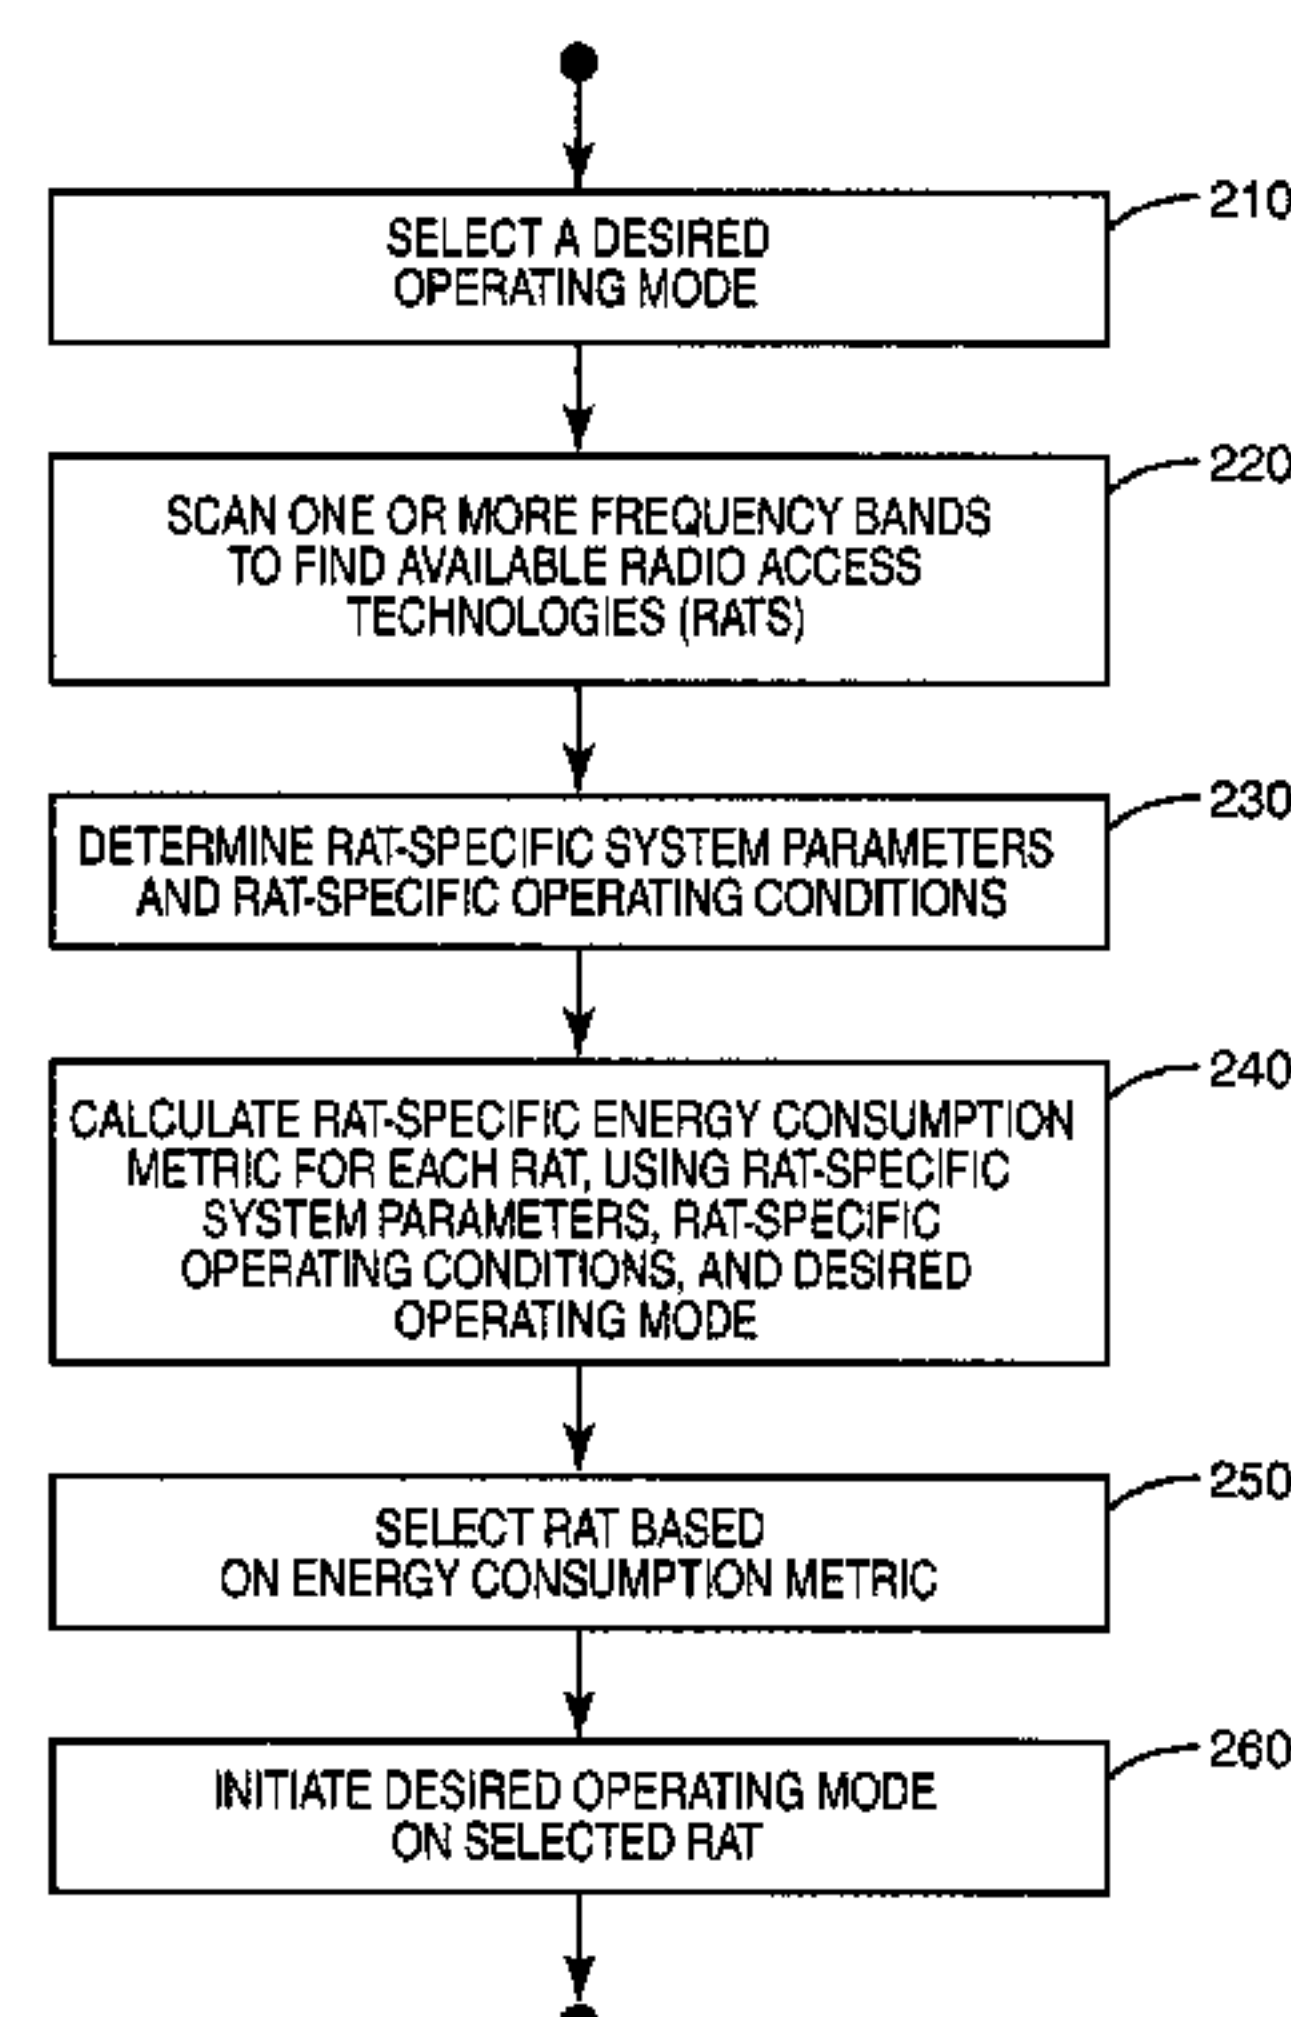 210
SELECT A DESIRED
OPERATING MODE
220
SCAN ONE OR MORE FREQUENCY BANDS
TO FIND AVAILABLE RADIO ACCESS
TECHNOLOGIES (RATS)
230
DETERMINE RAT-SPECIFIC SYSTEM PARAMETERS
AND RAT-SPECIFIC OPERATING CONDITIONS
240
CALCULATE RAT-SPECIFIC ENERGY CONSUMPTION
METRIC FOR EACH RAT, USING RAT-SPECIFIC
SYSTEM PARAMETERS, RAT-SPECIFIC
OPERATING CONDITIONS, AND DESIRED
OPERATING MODE
250
SELECT RAT BASED
ON ENERGY CONSUMPTION METRIC
260
INITIATE DESIRED OPERATING MODE
ON SELECTED RAT